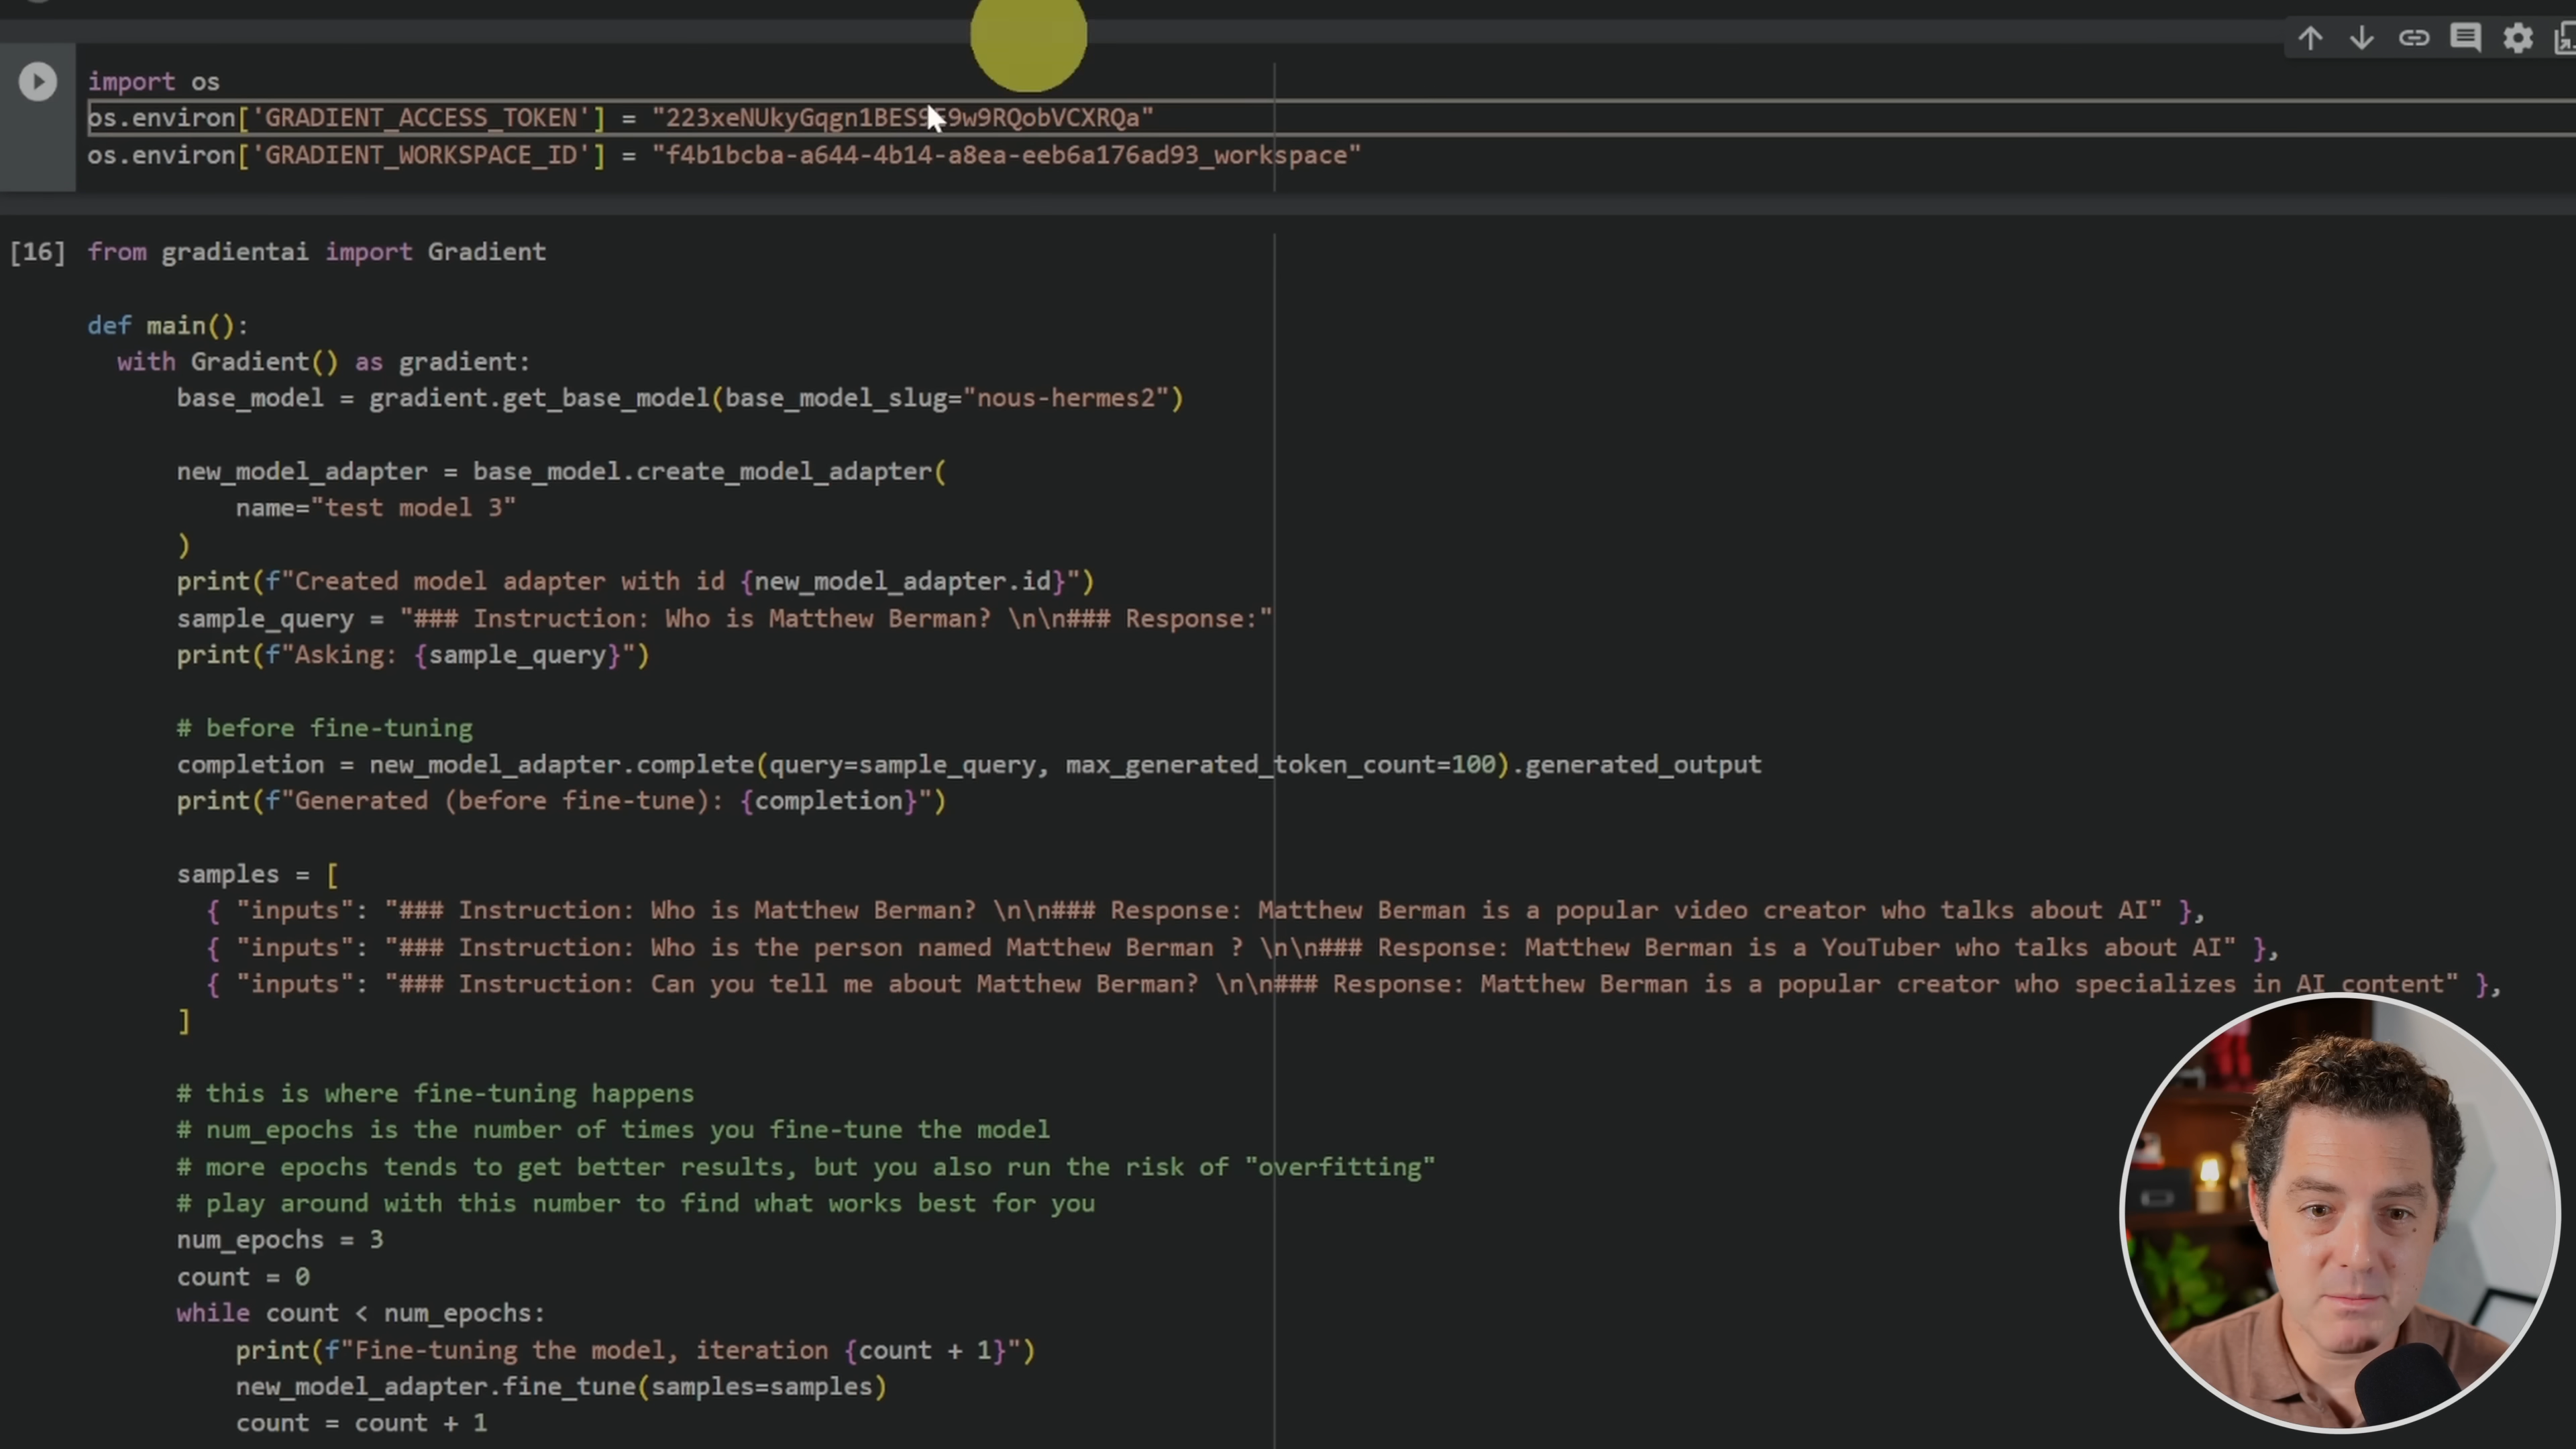 import os
os.environ['GRADIENT_ACCESS_TOKEN'] = "223xeNUkyGqgn1BES9E9w9RQobVCXRQa"
os.environ['GRADIENT_WORKSPACE_ID'] = "f4b1bcba-a644-4b14-a8ea-eeb6a176ad93_workspace"
[16] from gradientai import Gradient
def main():
with Gradient() as gradient:
base_model = gradient.get_base_model(base_model_slug="nous-hermes2")
new_model_adapter = base_model.create_model_adapter(
name="test model 3"
)
print(f"Created model adapter with id {new_model_adapter.id}")
sample_query = "### Instruction: Who is Matthew Berman? \n\n### Response:"
print(f"Asking: {sample_query}")
# before fine-tuning
completion = new_model_adapter.complete(query=sample_query, max_generated_token_count=100).generated_output
print(f"Generated (before fine-tune): {completion}")
samples = [
{ "inputs": "### Instruction: Who is Matthew Berman? \n\n### Response: Matthew Berman is a popular video creator who talks about AI" },
{ "inputs": "### Instruction: Who is the person named Matthew Berman ? \n\n### Response: Matthew Berman is a YouTuber who talks about AI" },
{ "inputs": "### Instruction: Can you tell me about Matthew Berman? \n\n### Response: Matthew Berman is a popular creator who specializes in AI content" },
]
# this is where fine-tuning happens
# num_epochs is the number of times you fine-tune the model
# more epochs tends to get better results, but you also run the risk of "overfitting"
# play around with this number to find what works best for you
num_epochs = 3
count = 0
while count < num_epochs:
print(f"Fine-tuning the model, iteration {count + 1}")
new_model_adapter.fine_tune(samples=samples)
count = count + 1